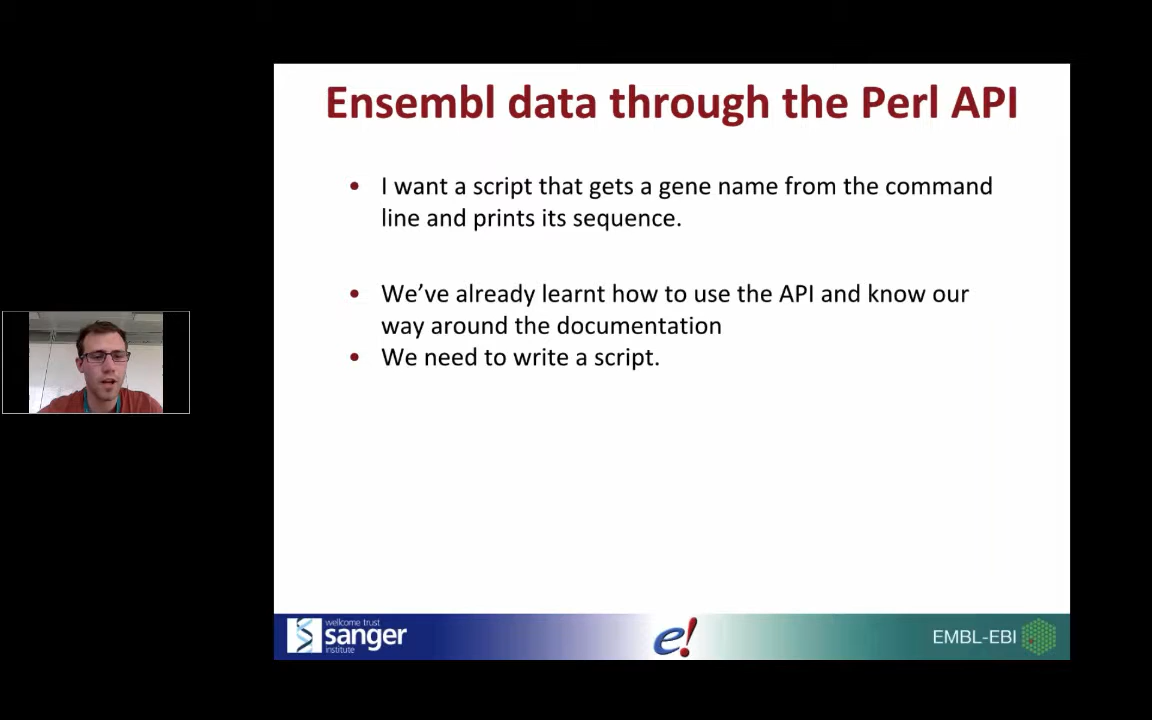 Ensembl data through the Perl API
• I want a script that gets a gene name from the command
line and prints its sequence.
• We’ve already learnt how to use the API and know our
way around the documentation
• We need to write a script.
wellcome trust
sanger
institute
e!
EMBL-EBI